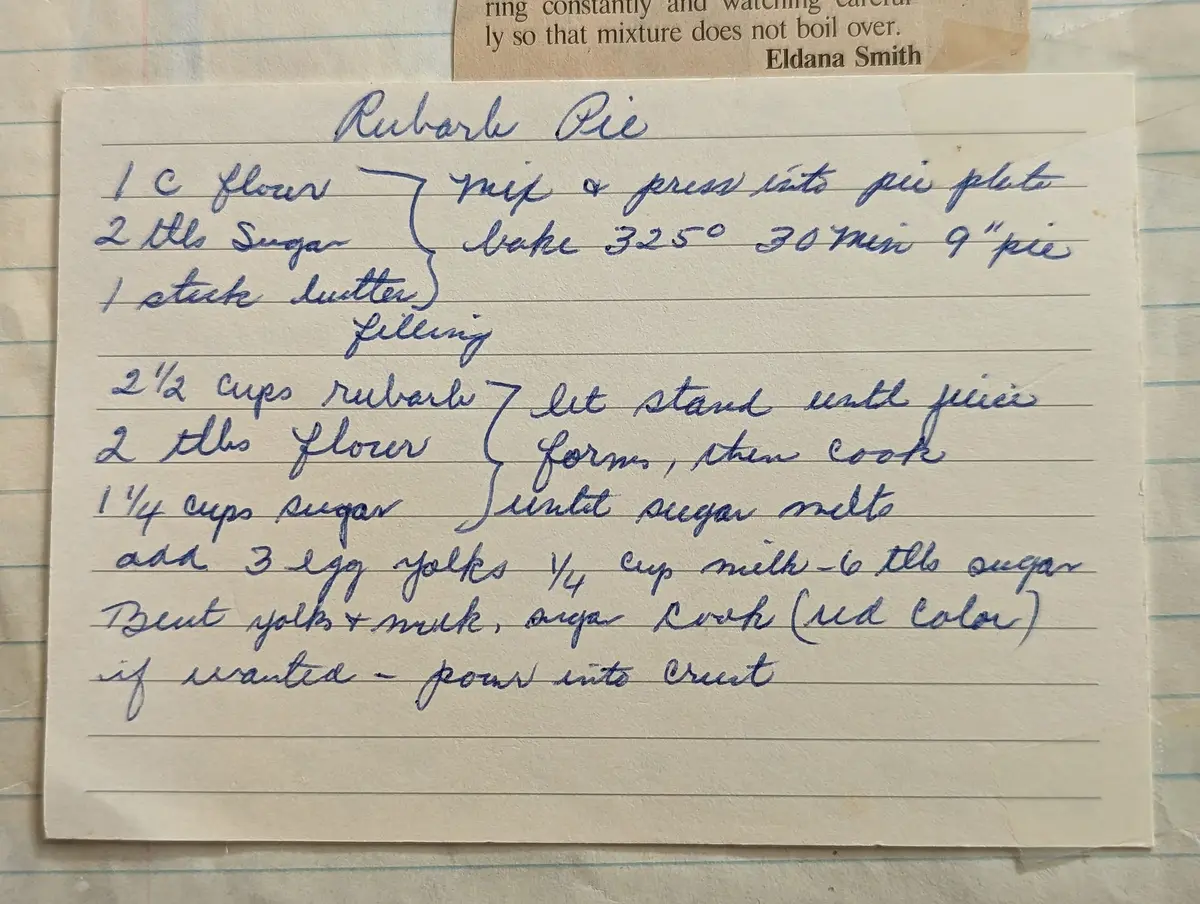 ring constantly and watching careful-
ly so that mixture does not boil over.
Eldana Smith
Rubarb Pie
1 C flour mix & press into pie plate
2 tbls Sugar bake 325° 30 min 9" pie
1 stick butter
filling
2 1/2 cups rubarb let stand until juice
2 tbls flour forms, then cook
1 1/4 cups sugar until sugar melts
add 3 egg yolks 1/4 cup milk - 6 tbls sugar
Beat yolks + milk, sugar Cook (red color)
if wanted - pour into crust